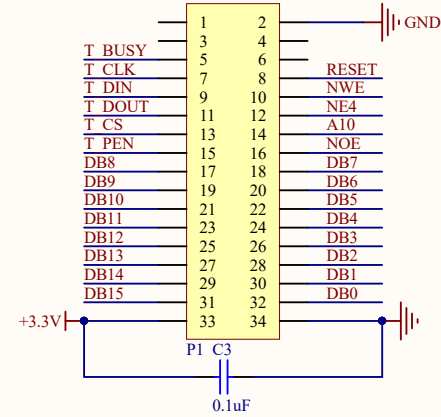 1 2 GND
3 4
T_BUSY 5 6
T_CLK 7 8 RESET
T_DIN 9 10 NWE
T_DOUT 11 12 NE4
T_CS 13 14 A10
T_PEN 15 16 NOE
DB8 17 18 DB7
DB9 19 20 DB6
DB10 21 22 DB5
DB11 23 24 DB4
DB12 25 26 DB3
DB13 27 28 DB2
DB14 29 30 DB1
DB15 31 32 DB0
+3.3V 33 34
P1 C3
0.1uF